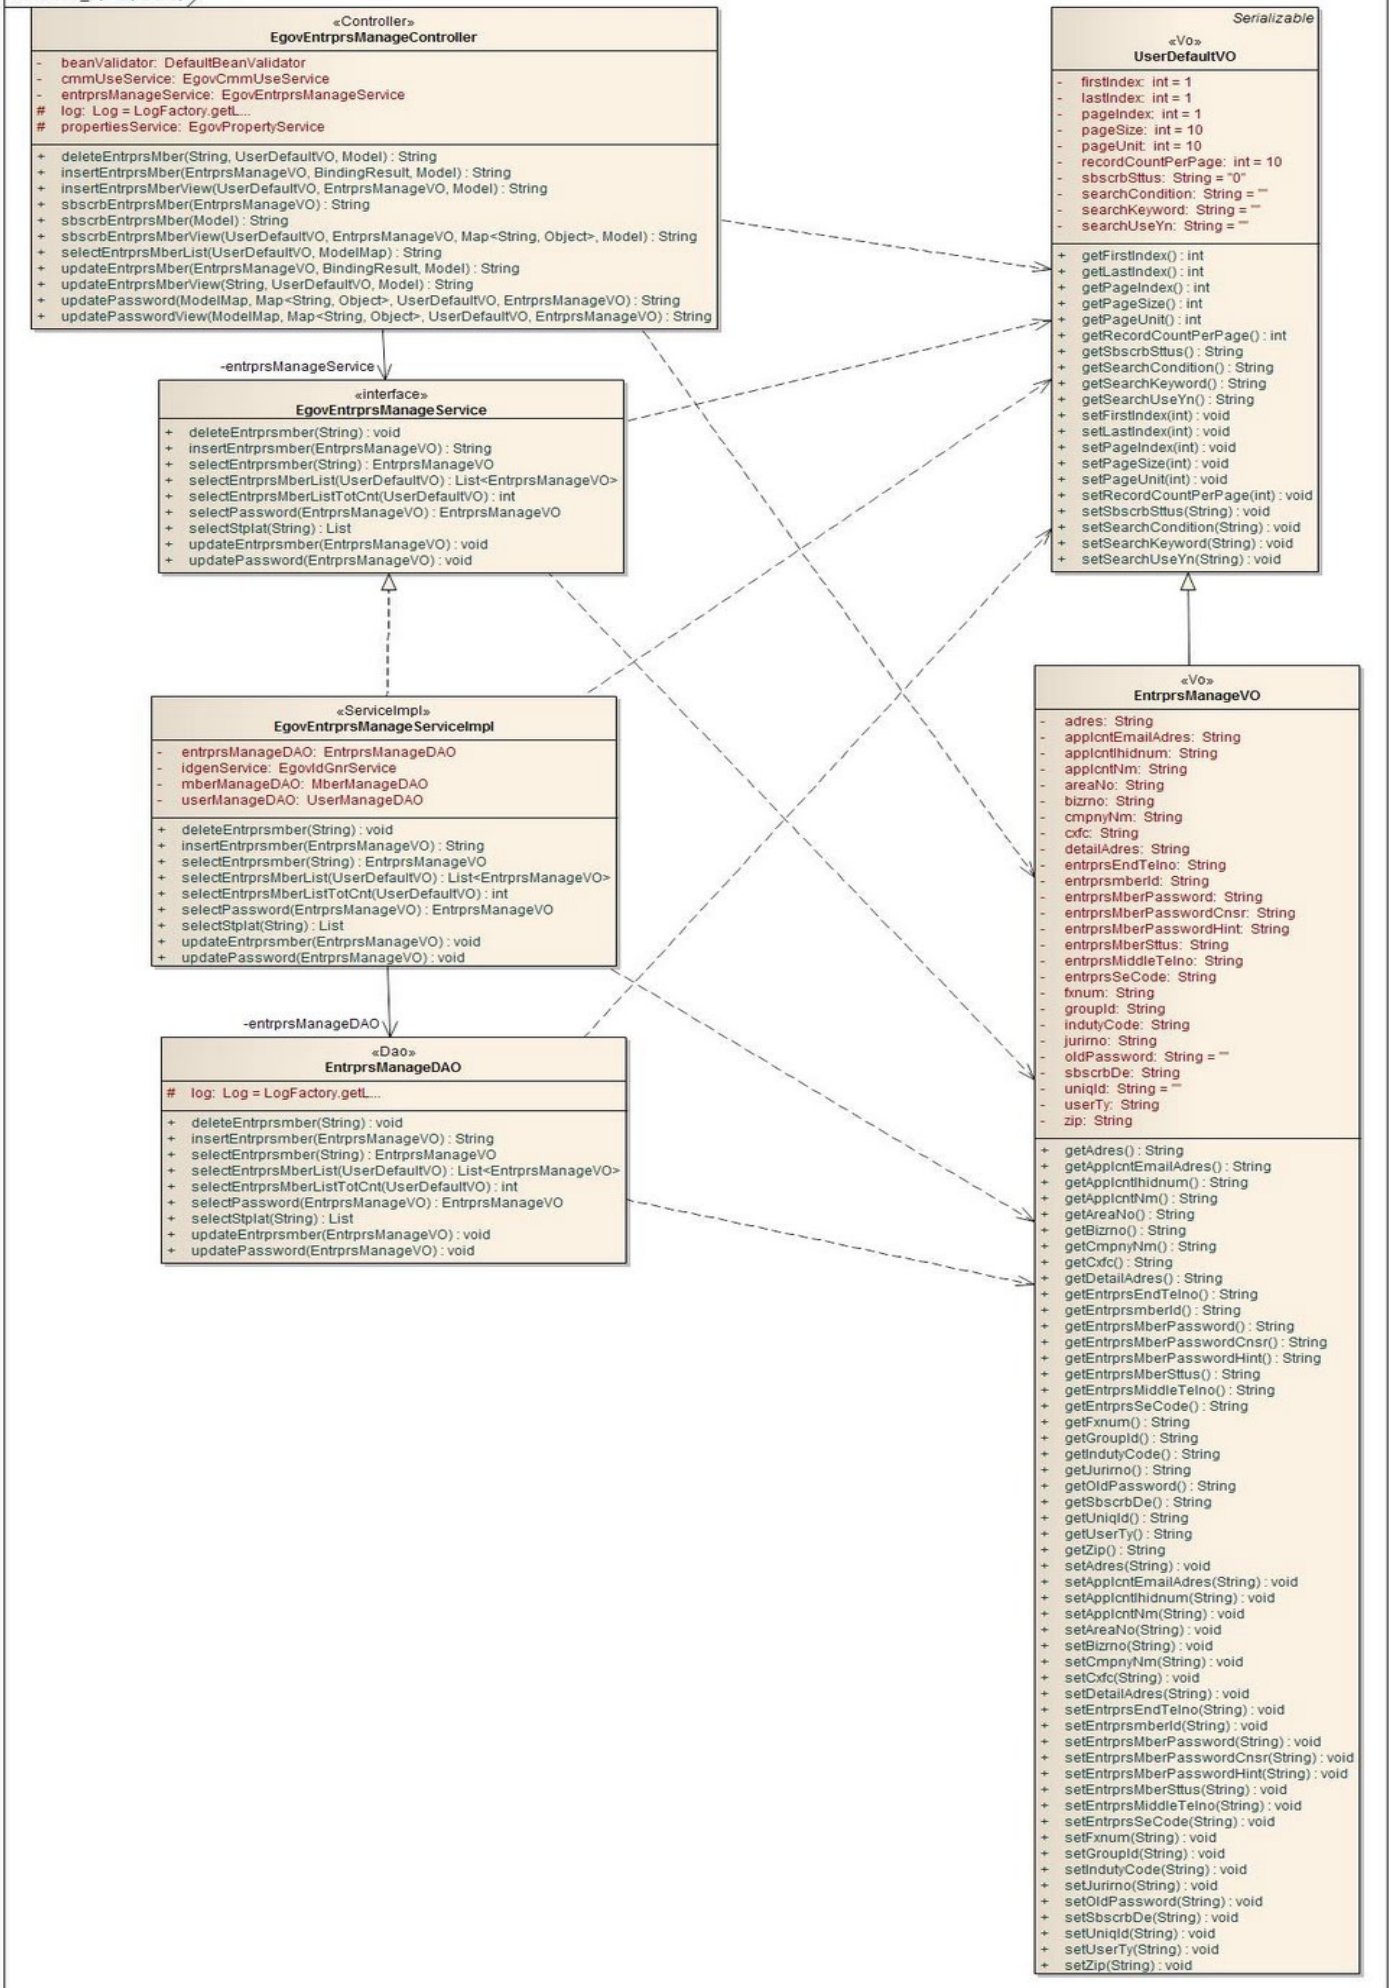 «Controller»
EgovEntrprsManageController
- beanValidator: DefaultBeanValidator
- cmmUseService: EgovCmmUseService
- entrprsManageService: EgovEntrprsManageService
# log: Log = LogFactory.getL...
# propertiesService: EgovPropertyService
+ deleteEntrprsMber(String, UserDefaultVO, Model) : String
+ insertEntrprsMber(EntrprsManageVO, BindingResult, Model) : String
+ insertEntrprsMberView(UserDefaultVO, EntrprsManageVO, Model) : String
+ sbscrbEntrprsMber(EntrprsManageVO) : String
+ sbscrbEntrprsMber(Model) : String
+ sbscrbEntrprsMberView(UserDefaultVO, EntrprsManageVO, Map<String, Object>, Model) : String
+ selectEntrprsMberList(UserDefaultVO, ModelMap) : String
+ updateEntrprsMber(EntrprsManageVO, BindingResult, Model) : String
+ updateEntrprsMberView(String, UserDefaultVO, Model) : String
+ updatePassword(ModelMap, Map<String, Object>, UserDefaultVO, EntrprsManageVO) : String
+ updatePasswordView(ModelMap, Map<String, Object>, UserDefaultVO, EntrprsManageVO) : String
-entrprsManageService
«interface»
EgovEntrprsManageService
+ deleteEntrprsmber(String) : void
+ insertEntrprsmber(EntrprsManageVO) : String
+ selectEntrprsmber(String) : EntrprsManageVO
+ selectEntrprsMberList(UserDefaultVO) : List<EntrprsManageVO>
+ selectEntrprsMberListTotCnt(UserDefaultVO) : int
+ selectPassword(EntrprsManageVO) : EntrprsManageVO
+ selectStplat(String) : List
+ updateEntrprsmber(EntrprsManageVO) : void
+ updatePassword(EntrprsManageVO) : void
«ServiceImpl»
EgovEntrprsManageServiceImpl
- entrprsManageDAO: EntrprsManageDAO
- idgenService: EgovIdGnrService
- mberManageDAO: MberManageDAO
- userManageDAO: UserManageDAO
+ deleteEntrprsmber(String) : void
+ insertEntrprsmber(EntrprsManageVO) : String
+ selectEntrprsmber(String) : EntrprsManageVO
+ selectEntrprsMberList(UserDefaultVO) : List<EntrprsManageVO>
+ selectEntrprsMberListTotCnt(UserDefaultVO) : int
+ selectPassword(EntrprsManageVO) : EntrprsManageVO
+ selectStplat(String) : List
+ updateEntrprsmber(EntrprsManageVO) : void
+ updatePassword(EntrprsManageVO) : void
-entrprsManageDAO
«Dao»
EntrprsManageDAO
# log: Log = LogFactory.getL...
+ deleteEntrprsmber(String) : void
+ insertEntrprsmber(EntrprsManageVO) : String
+ selectEntrprsmber(String) : EntrprsManageVO
+ selectEntrprsMberList(UserDefaultVO) : List<EntrprsManageVO>
+ selectEntrprsMberListTotCnt(UserDefaultVO) : int
+ selectPassword(EntrprsManageVO) : EntrprsManageVO
+ selectStplat(String) : List
+ updateEntrprsmber(EntrprsManageVO) : void
+ updatePassword(EntrprsManageVO) : void
Serializable
«Vo»
UserDefaultVO
- firstIndex: int = 1
- lastIndex: int = 1
- pageIndex: int = 1
- pageSize: int = 10
- pageUnit: int = 10
- recordCountPerPage: int = 10
- sbscrbSttus: String = "0"
- searchCondition: String = ""
- searchKeyword: String = ""
- searchUseYn: String = ""
+ getFirstIndex() : int
+ getLastIndex() : int
+ getPageIndex() : int
+ getPageSize() : int
+ getPageUnit() : int
+ getRecordCountPerPage() : int
+ getSbscrbSttus() : String
+ getSearchCondition() : String
+ getSearchKeyword() : String
+ getSearchUseYn() : String
+ setFirstIndex(int) : void
+ setLastIndex(int) : void
+ setPageIndex(int) : void
+ setPageSize(int) : void
+ setPageUnit(int) : void
+ setRecordCountPerPage(int) : void
+ setSbscrbSttus(String) : void
+ setSearchCondition(String) : void
+ setSearchKeyword(String) : void
+ setSearchUseYn(String) : void
«Vo»
EntrprsManageVO
- adres: String
- applcntEmailAdres: String
- applcntIhidnum: String
- applcntNm: String
- areaNo: String
- bizrno: String
- cmpnyNm: String
- cxfc: String
- detailAdres: String
- entrprsEndTelno: String
- entrprsmberId: String
- entrprsMberPassword: String
- entrprsMberPasswordCnsr: String
- entrprsMberPasswordHint: String
- entrprsMberSttus: String
- entrprsMiddleTelno: String
- entrprsSeCode: String
- fxnum: String
- groupId: String
- indutyCode: String
- jurirno: String
- oldPassword: String = ""
- sbscrbDe: String
- uniqId: String = ""
- userTy: String
- zip: String
+ getAdres() : String
+ getApplcntEmailAdres() : String
+ getApplcntIhidnum() : String
+ getApplcntNm() : String
+ getAreaNo() : String
+ getBizrno() : String
+ getCmpnyNm() : String
+ getCxfc() : String
+ getDetailAdres() : String
+ getEntrprsEndTelno() : String
+ getEntrprsmberId() : String
+ getEntrprsMberPassword() : String
+ getEntrprsMberPasswordCnsr() : String
+ getEntrprsMberPasswordHint() : String
+ getEntrprsMberSttus() : String
+ getEntrprsMiddleTelno() : String
+ getEntrprsSeCode() : String
+ getFxnum() : String
+ getGroupId() : String
+ getIndutyCode() : String
+ getJurirno() : String
+ getOldPassword() : String
+ getSbscrbDe() : String
+ getUniqId() : String
+ getUserTy() : String
+ getZip() : String
+ setAdres(String) : void
+ setApplcntEmailAdres(String) : void
+ setApplcntIhidnum(String) : void
+ setApplcntNm(String) : void
+ setAreaNo(String) : void
+ setBizrno(String) : void
+ setCmpnyNm(String) : void
+ setCxfc(String) : void
+ setDetailAdres(String) : void
+ setEntrprsEndTelno(String) : void
+ setEntrprsmberId(String) : void
+ setEntrprsMberPassword(String) : void
+ setEntrprsMberPasswordCnsr(String) : void
+ setEntrprsMberPasswordHint(String) : void
+ setEntrprsMberSttus(String) : void
+ setEntrprsMiddleTelno(String) : void
+ setEntrprsSeCode(String) : void
+ setFxnum(String) : void
+ setGroupId(String) : void
+ setIndutyCode(String) : void
+ setJurirno(String) : void
+ setOldPassword(String) : void
+ setSbscrbDe(String) : void
+ setUniqId(String) : void
+ setUserTy(String) : void
+ setZip(String) : void